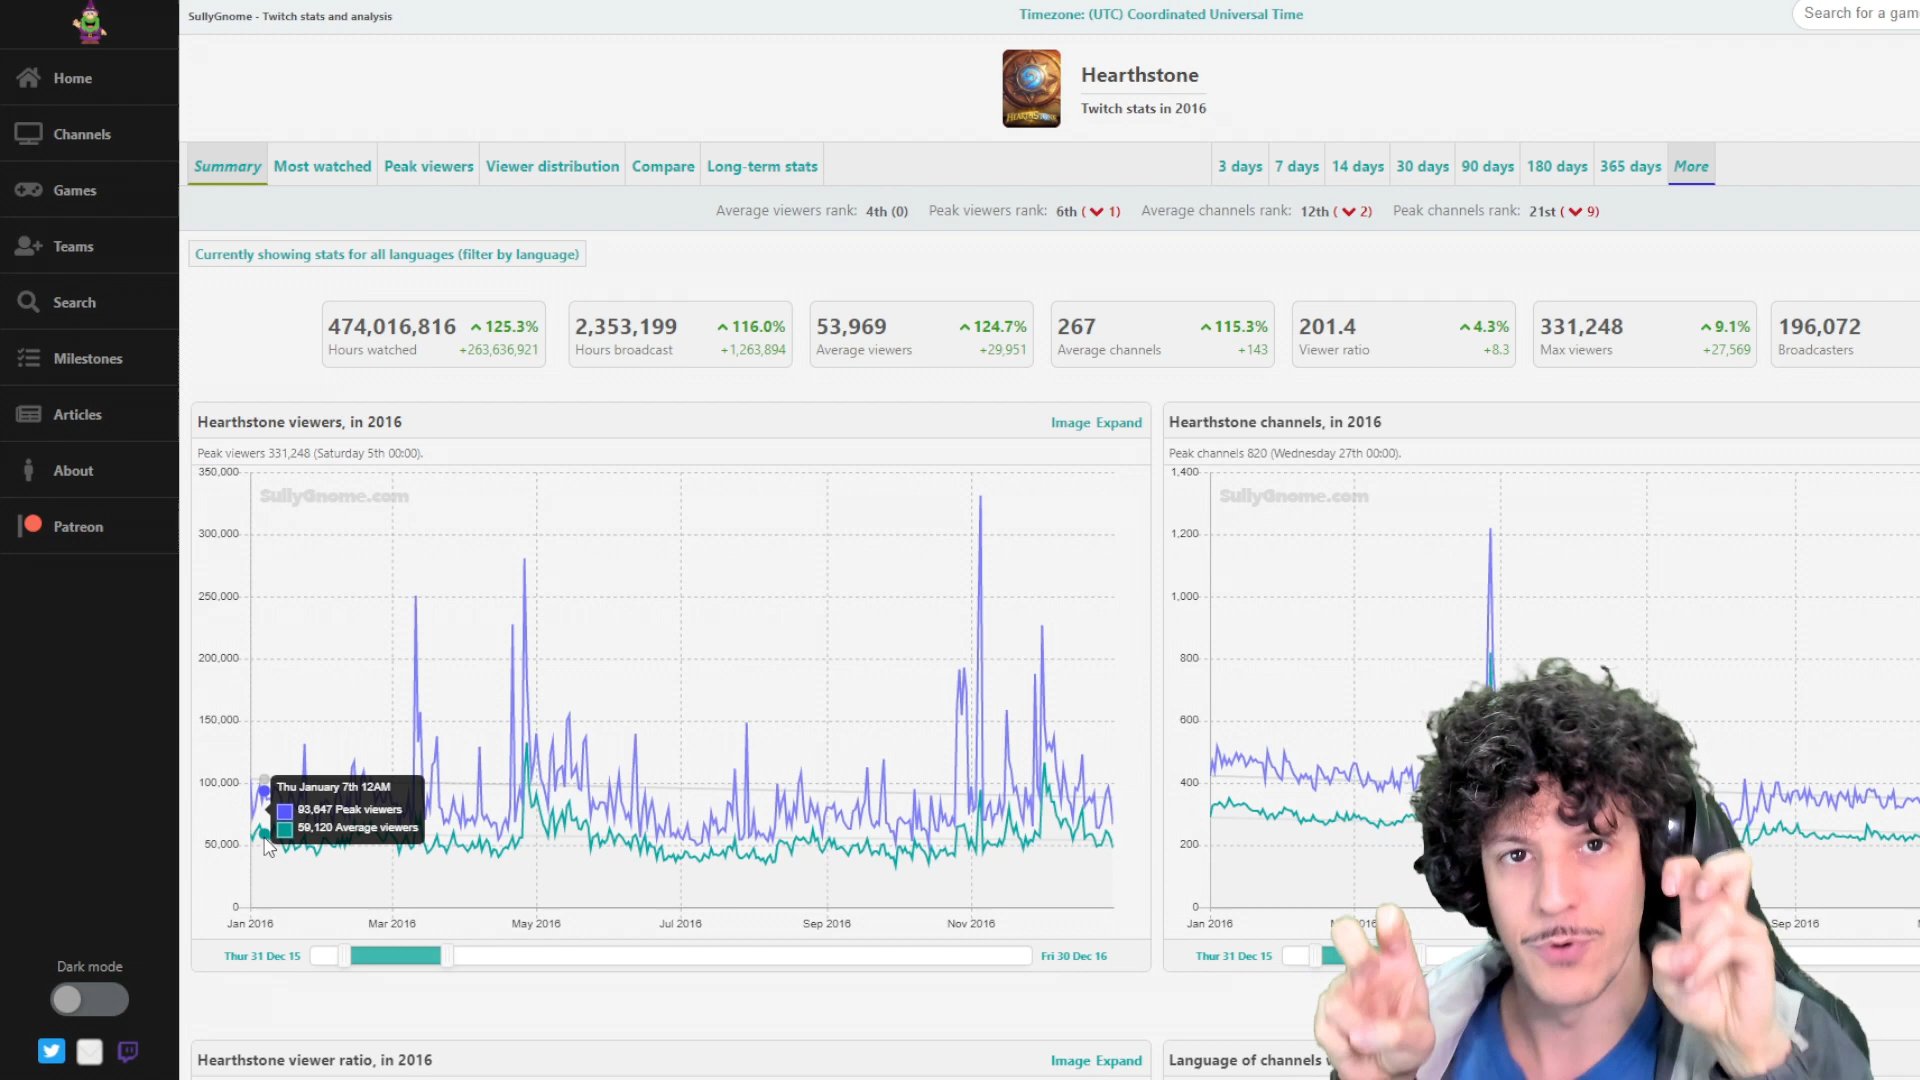 SullyGnome - Twitch stats and analysis
Timezone: (UTC) Coordinated Universal Time
Search for a gam
Home
Channels
Games
Teams
Search
Milestones
Articles
About
Patreon
Dark mode
Hearthstone
Twitch stats in 2016
HEARTHSTONE
Summary Most watched Peak viewers Viewer distribution Compare Long-term stats 3 days 7 days 14 days 30 days 90 days 180 days 365 days More
Average viewers rank: 4th (0) Peak viewers rank: 6th ( 1) Average channels rank: 12th ( 2) Peak channels rank: 21st ( 9)
Currently showing stats for all languages (filter by language)
474,016,816 125.3%
Hours watched +263,636,921
2,353,199 116.0%
Hours broadcast +1,263,894
53,969 124.7%
Average viewers +29,951
267 115.3%
Average channels +143
201.4 4.3%
Viewer ratio +8.3
331,248 9.1%
Max viewers +27,569
196,072
Broadcasters
Hearthstone viewers, in 2016 Image Expand
Peak viewers 331,248 (Saturday 5th 00:00).
SullyGnome.com
350,000
300,000
250,000
200,000
150,000
100,000
50,000
0
Thu January 7th 12AM
93,647 Peak viewers
59,120 Average viewers
Jan 2016 Mar 2016 May 2016 Jul 2016 Sep 2016 Nov 2016
Thur 31 Dec 15 Fri 30 Dec 16
Hearthstone channels, in 2016
Peak channels 820 (Wednesday 27th 00:00).
SullyGnome.com
1,400
1,200
1,000
800
600
400
200
0
Jan 2016 Sep 2016
Thur 31 Dec 15
Hearthstone viewer ratio, in 2016 Image Expand
Language of channels